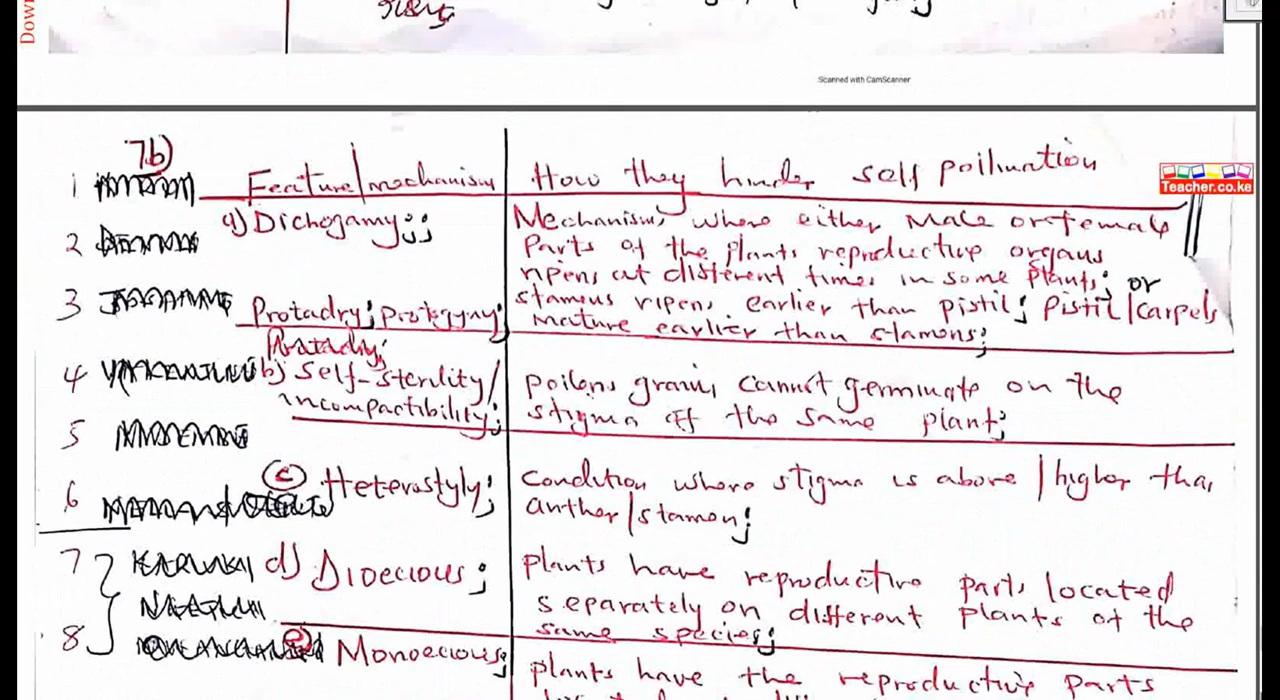 Dow
Scanned with CamScanner
7b)
1 Feature/mechanism How they hinder self pollination
Teacher.co.ke
2 a) Dichogamy;;; Mechanisms where either male or female
parts of the plants reproductive organs
ripens at different times in some plants; or
3 Protadry; protogyny; stamens ripens earlier than pistil; pistil/carpels
mature earlier than stamens;
Protadry;
4 b) Self-sterility/ pollens grains cannot germinate on the
incompactibility; stigma of the same plant;
5
6 (c) Heterostyly; Condition where stigma is above/higher than
anther/stamen;
7 KARIUKI d) Dioecious; plants have reproductive parts located
separately on different plants of the
same species;
8 e) Monoecious; plants have the reproductive parts